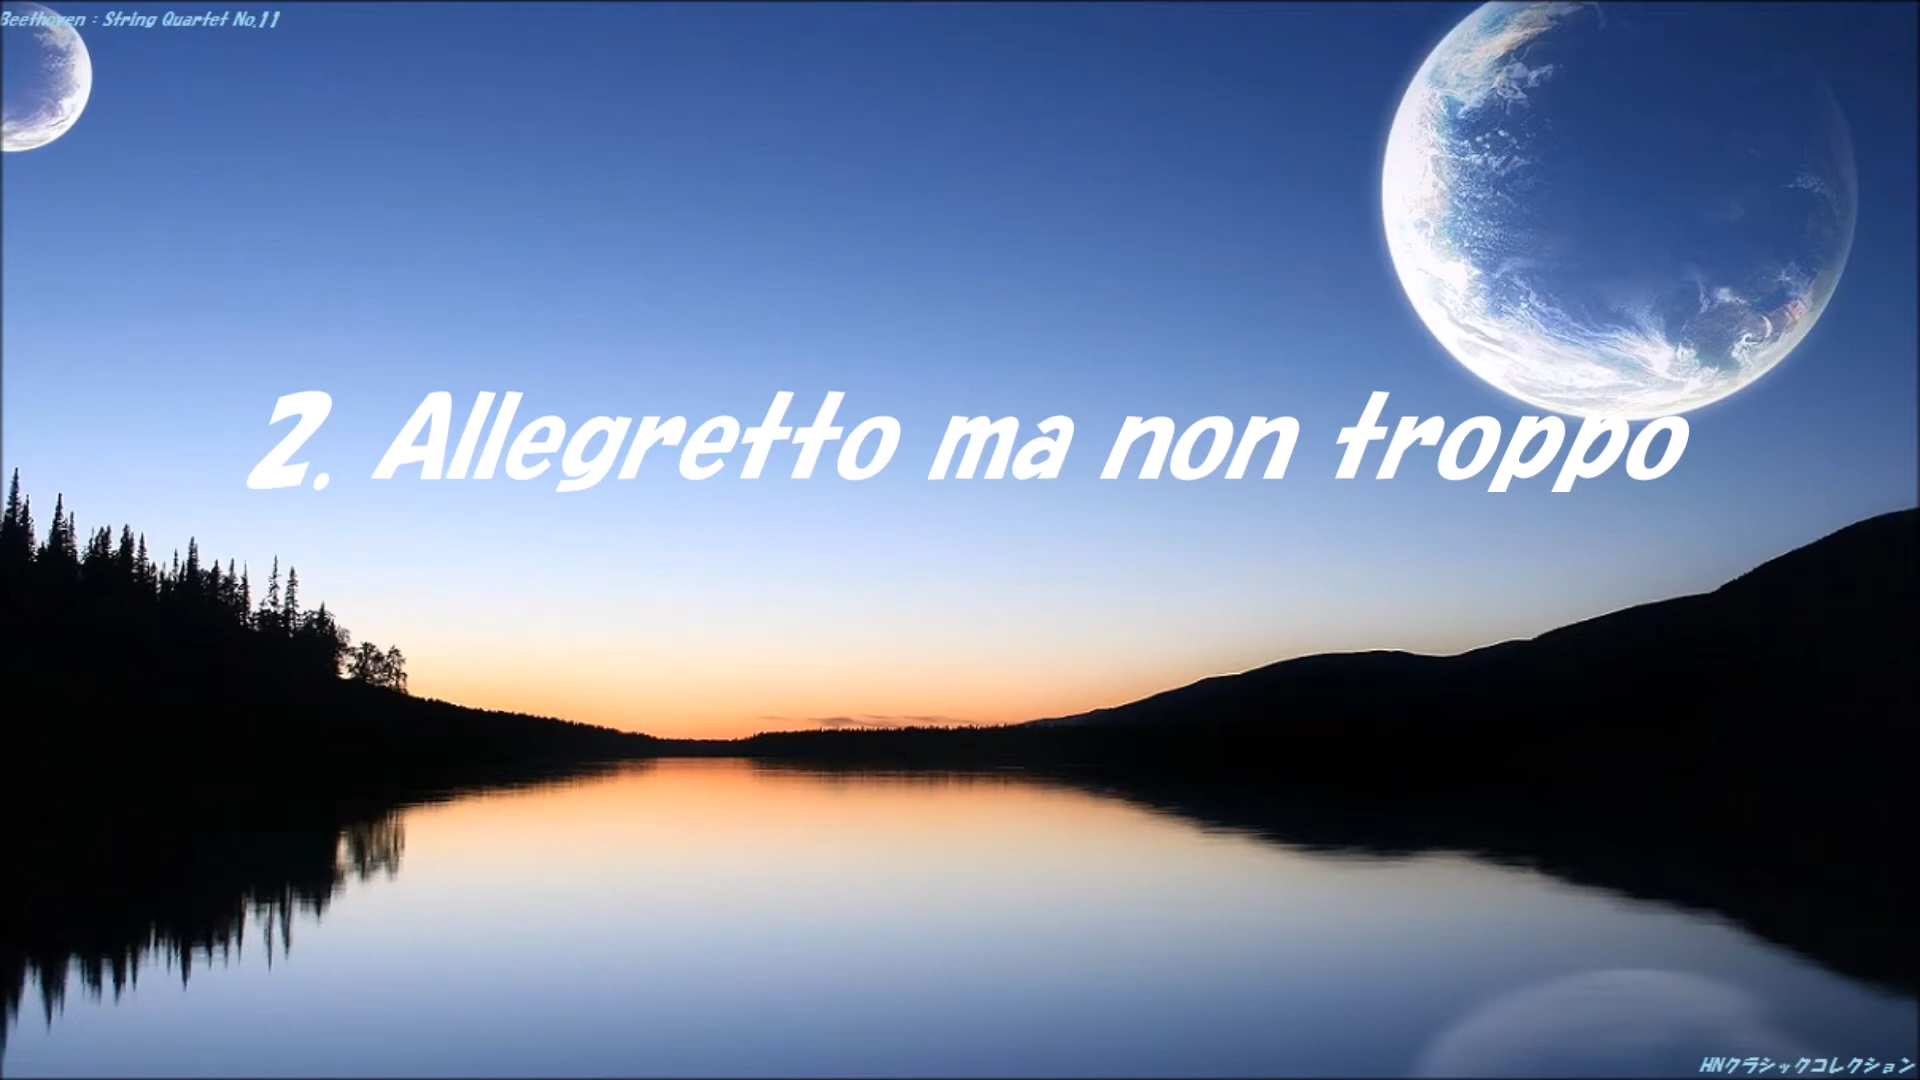 Beethoven : String Quartet No.11
2. Allegretto ma non troppo
HNクラシックコレクション